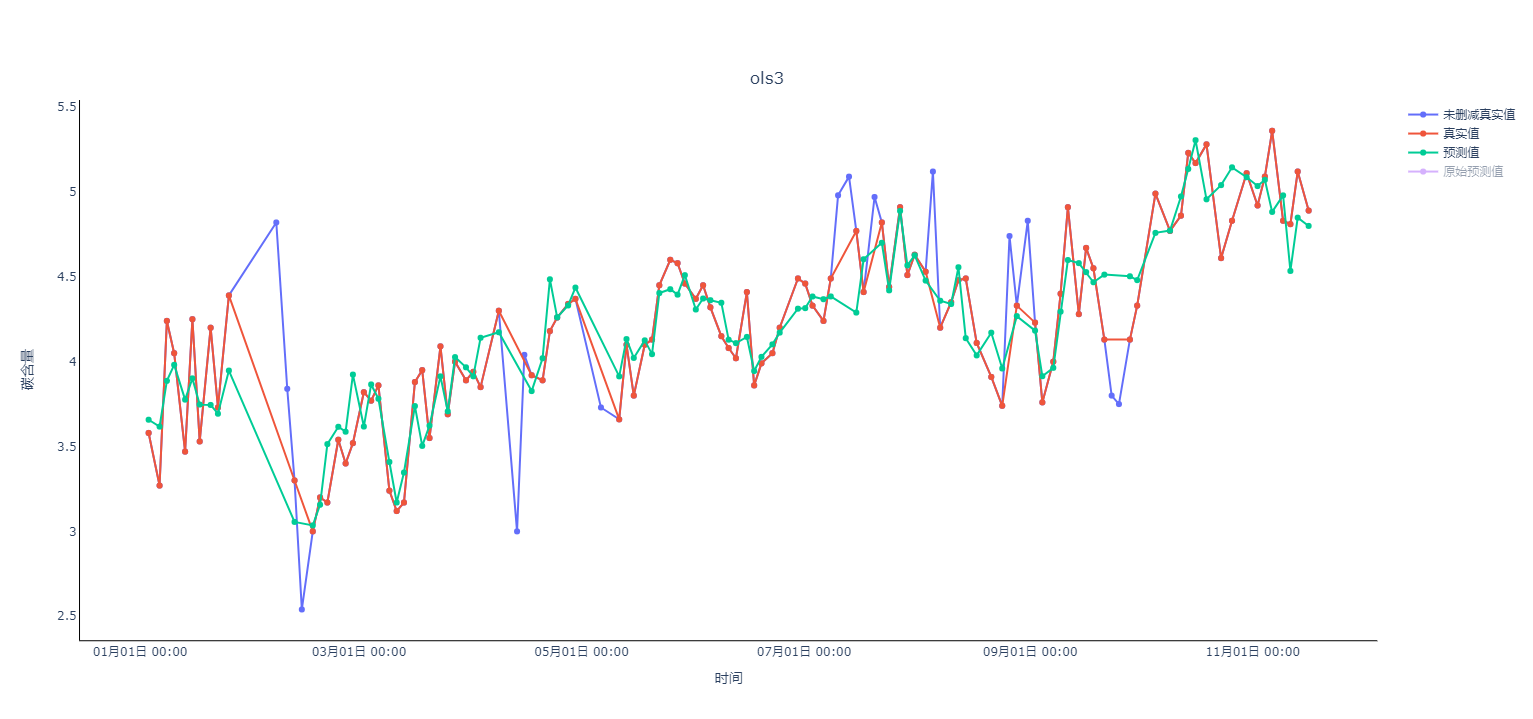 ols3
5.5
5
4.5
4
3.5
3
2.5
碳含量
01月01日 00:00
03月01日 00:00
05月01日 00:00
07月01日 00:00
09月01日 00:00
11月01日 00:00
时间
未删减真实值
真实值
预测值
原始预测值